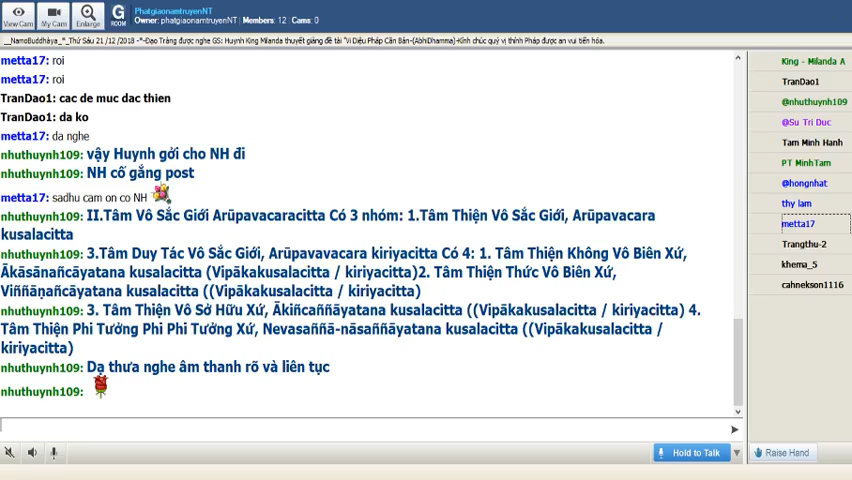 PhatgiaonamtruyenNT
Owner: phatgiaonamtruyenNT | Members: 12 | Cams: 0
View Cam
My Cam
Enlarge
G
ROOM
__NamoBuddhàya_*_Thứ Sáu 21 /12 /2018 -*-Đạo Tràng được nghe GS: Huynh King Milanda thuyết giảng đề tài "Vi Diệu Pháp Căn Bản-(AbhiDhamma)-Kính chúc quý vị thính Pháp được an vui tiến hóa.
metta17: roi
metta17: roi
TranDao1: cac de muc dac thien
TranDao1: da ko
metta17: da nghe
nhuthuynh109: vậy Huynh gởi cho NH đi
nhuthuynh109: NH cố gắng post
metta17: sadhu cam on co NH
nhuthuynh109: II.Tâm Vô Sắc Giới Arūpavacaracitta Có 3 nhóm: 1.Tâm Thiện Vô Sắc Giới, Arūpavacara
kusalacitta
nhuthuynh109: 3.Tâm Duy Tác Vô Sắc Giới, Arūpavavacara kiriyacitta Có 4: 1. Tâm Thiện Không Vô Biên Xứ,
Ākāsānañcāyatana kusalacitta (Vipākakusalacitta / kiriyacitta)2. Tâm Thiện Thức Vô Biên Xứ,
Viññāṇañcāyatana kusalacitta ((Vipākakusalacitta / kiriyacitta)
nhuthuynh109: 3. Tâm Thiện Vô Sở Hữu Xứ, Ākiñcaññāyatana kusalacitta ((Vipākakusalacitta / kiriyacitta) 4.
Tâm Thiện Phi Tưởng Phi Phi Tưởng Xứ, Nevasaññā-nāsaññāyatana kusalacitta ((Vipākakusalacitta /
kiriyacitta)
nhuthuynh109: Dạ thưa nghe âm thanh rõ và liên tục
nhuthuynh109:
King - Milanda A
TranDao1
@nhuthuynh109
@Su Tri Duc
Tam Minh Hanh
PT MinhTam
@hongnhat
thy lam
metta17
Trangthu-2
khema_5
cahnekson1116
Hold to Talk
Raise Hand